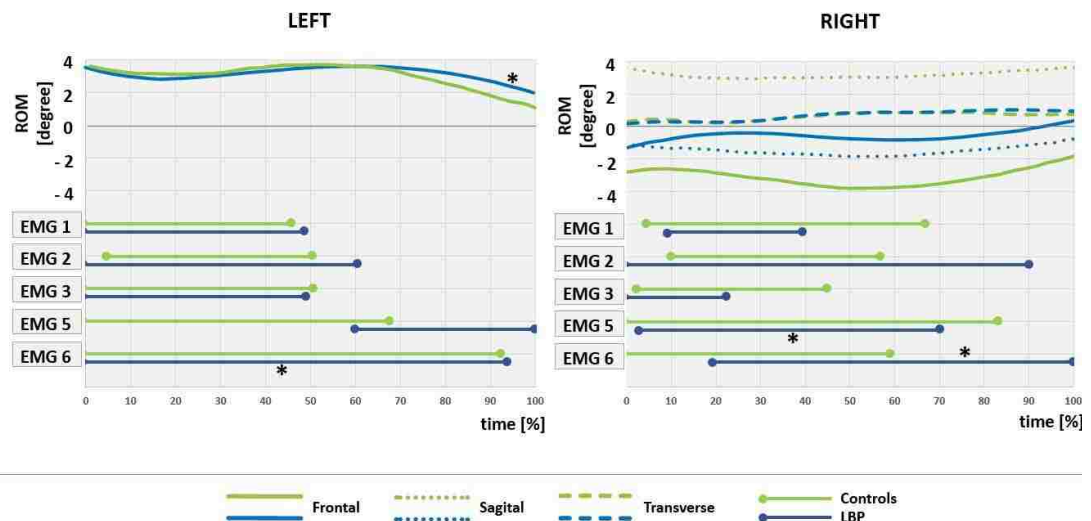 LEFT
RIGHT
ROM [degree]
4
2
0
- 2
- 4
EMG 1
EMG 2
EMG 3
EMG 5
EMG 6
*
*
0 10 20 30 40 50 60 70 80 90 100
time [%]
ROM [degree]
4
2
0
- 2
- 4
EMG 1
EMG 2
EMG 3
EMG 5
EMG 6
*
*
0 10 20 30 40 50 60 70 80 90 100
time [%]
Frontal Sagital Transverse Controls
LBP